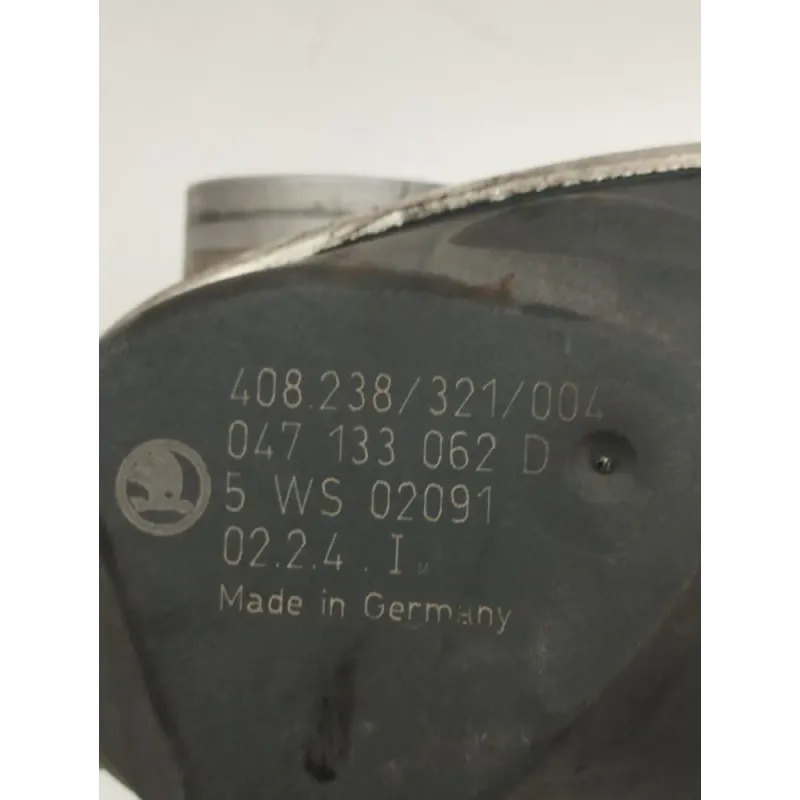 408.238/321/004
047 133 062 D
5 WS 02091
02.2.4 . I
Made in Germany